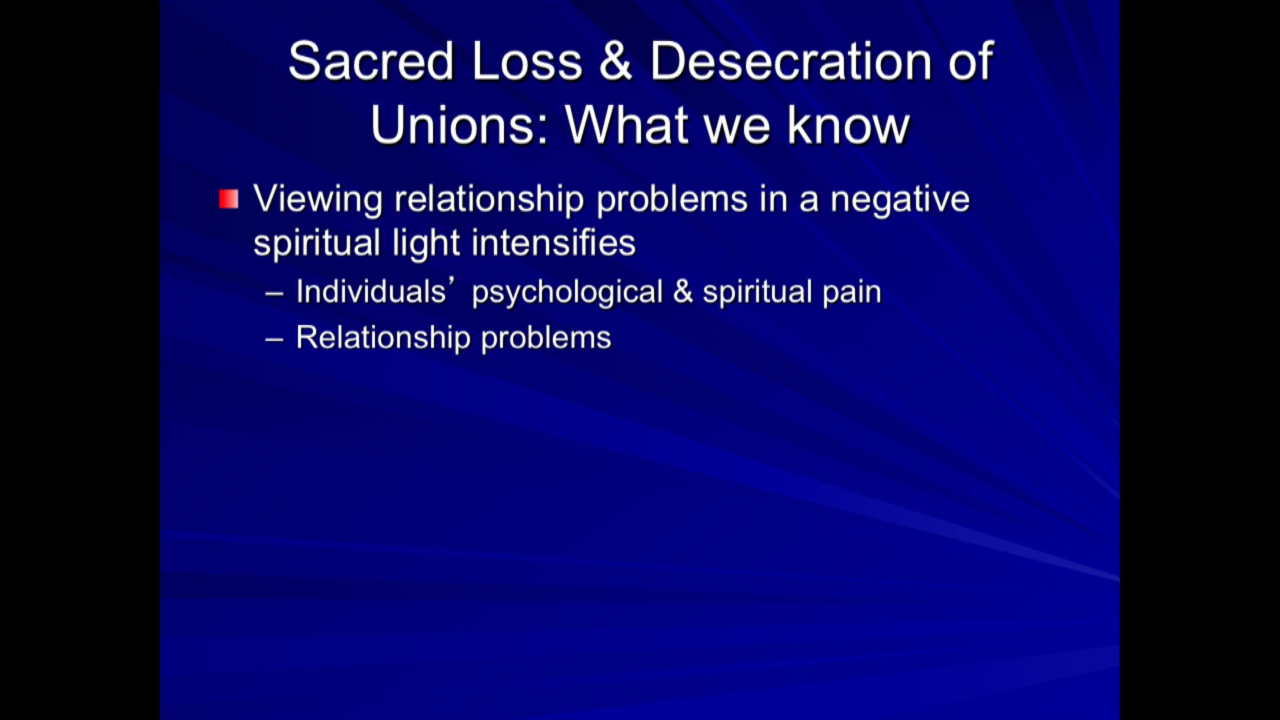 Sacred Loss & Desecration of
Unions: What we know
Viewing relationship problems in a negative
spiritual light intensifies
– Individuals’ psychological & spiritual pain
– Relationship problems